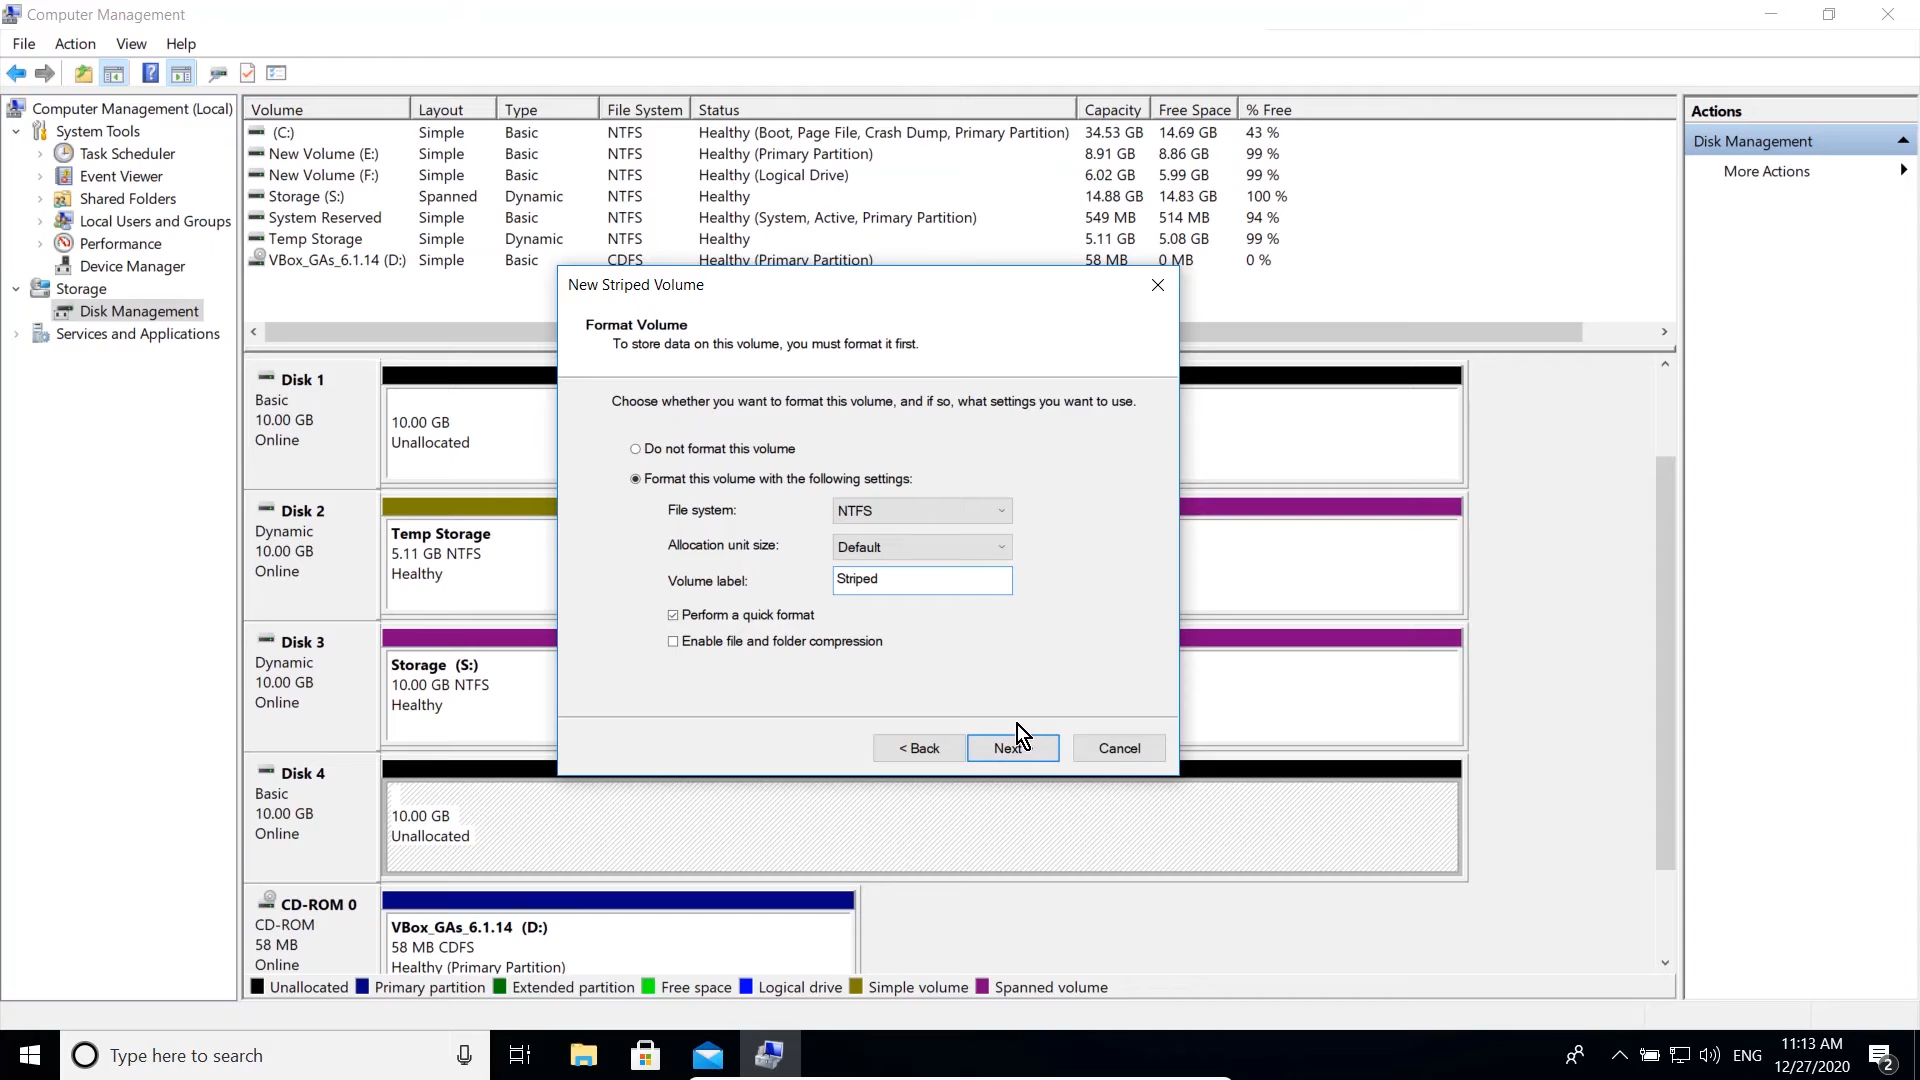 Computer Management
File Action View Help
Computer Management (Local)
System Tools
Task Scheduler
Event Viewer
Shared Folders
Local Users and Groups
Performance
Device Manager
Storage
Disk Management
Services and Applications
Volume Layout Type File System Status Capacity Free Space % Free
(C:) Simple Basic NTFS Healthy (Boot, Page File, Crash Dump, Primary Partition) 34.53 GB 14.69 GB 43 %
New Volume (E:) Simple Basic NTFS Healthy (Primary Partition) 8.91 GB 8.86 GB 99 %
New Volume (F:) Simple Basic NTFS Healthy (Logical Drive) 6.02 GB 5.99 GB 99 %
Storage (S:) Spanned Dynamic NTFS Healthy 14.88 GB 14.83 GB 100 %
System Reserved Simple Basic NTFS Healthy (System, Active, Primary Partition) 549 MB 514 MB 94 %
Temp Storage Simple Dynamic NTFS Healthy 5.11 GB 5.08 GB 99 %
VBox_GAs_6.1.14 (D:) Simple Basic CDFS Healthy (Primary Partition) 58 MB 0 MB 0 %
Actions
Disk Management
More Actions
New Striped Volume
Format Volume
To store data on this volume, you must format it first.
Choose whether you want to format this volume, and if so, what settings you want to use.
Do not format this volume
Format this volume with the following settings:
File system: NTFS
Allocation unit size: Default
Volume label: Striped
Perform a quick format
Enable file and folder compression
< Back Next Cancel
Disk 1
Basic
10.00 GB
Online
10.00 GB
Unallocated
Disk 2
Dynamic
10.00 GB
Online
Temp Storage
5.11 GB NTFS
Healthy
Disk 3
Dynamic
10.00 GB
Online
Storage (S:)
10.00 GB NTFS
Healthy
Disk 4
Basic
10.00 GB
Online
10.00 GB
Unallocated
CD-ROM 0
CD-ROM
58 MB
Online
VBox_GAs_6.1.14 (D:)
58 MB CDFS
Healthy (Primary Partition)
Unallocated Primary partition Extended partition Free space Logical drive Simple volume Spanned volume
Type here to search
ENG
11:13 AM
12/27/2020
2